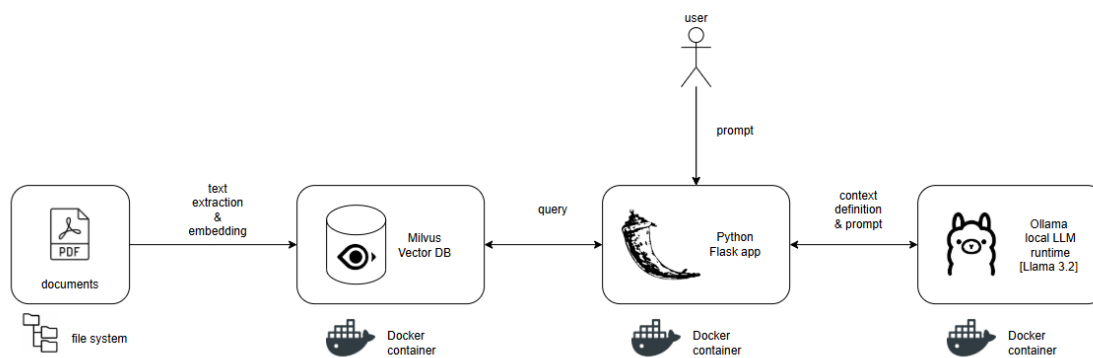 user
prompt
text
extraction
&
embedding
query
context
definition
& prompt
PDF
documents
Milvus
Vector DB
Python
Flask app
Ollama
local LLM
runtime
[Llama 3.2]
file system
Docker
container
Docker
container
Docker
container